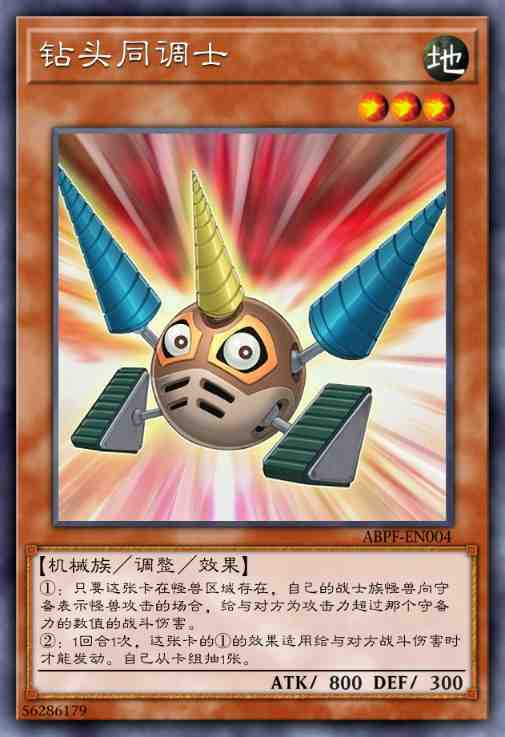 钻头同调士
地
ABPF-EN004
【机械族／调整／效果】
①：只要这张卡在怪兽区域存在，自己的战士族怪兽向守
备表示怪兽攻击的场合，给与对方为攻击力超过那个守备
力的数值的战斗伤害。
②：1回合1次，这张卡的①的效果适用给与对方战斗伤害时
才能发动。自己从卡组抽1张。
ATK/ 800 DEF/ 300
56286179